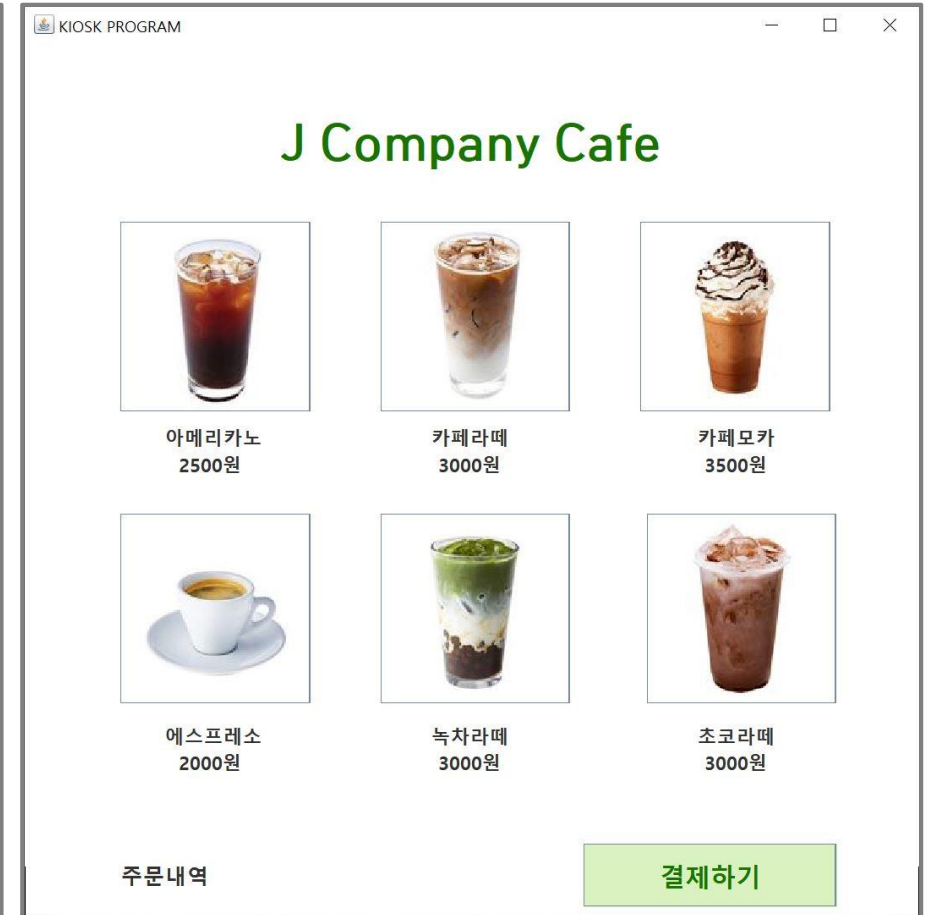 KIOSK PROGRAM
J Company Cafe
아메리카노
2500원
카페라떼
3000원
카페모카
3500원
에스프레소
2000원
녹차라떼
3000원
초코라떼
3000원
주문내역
결제하기